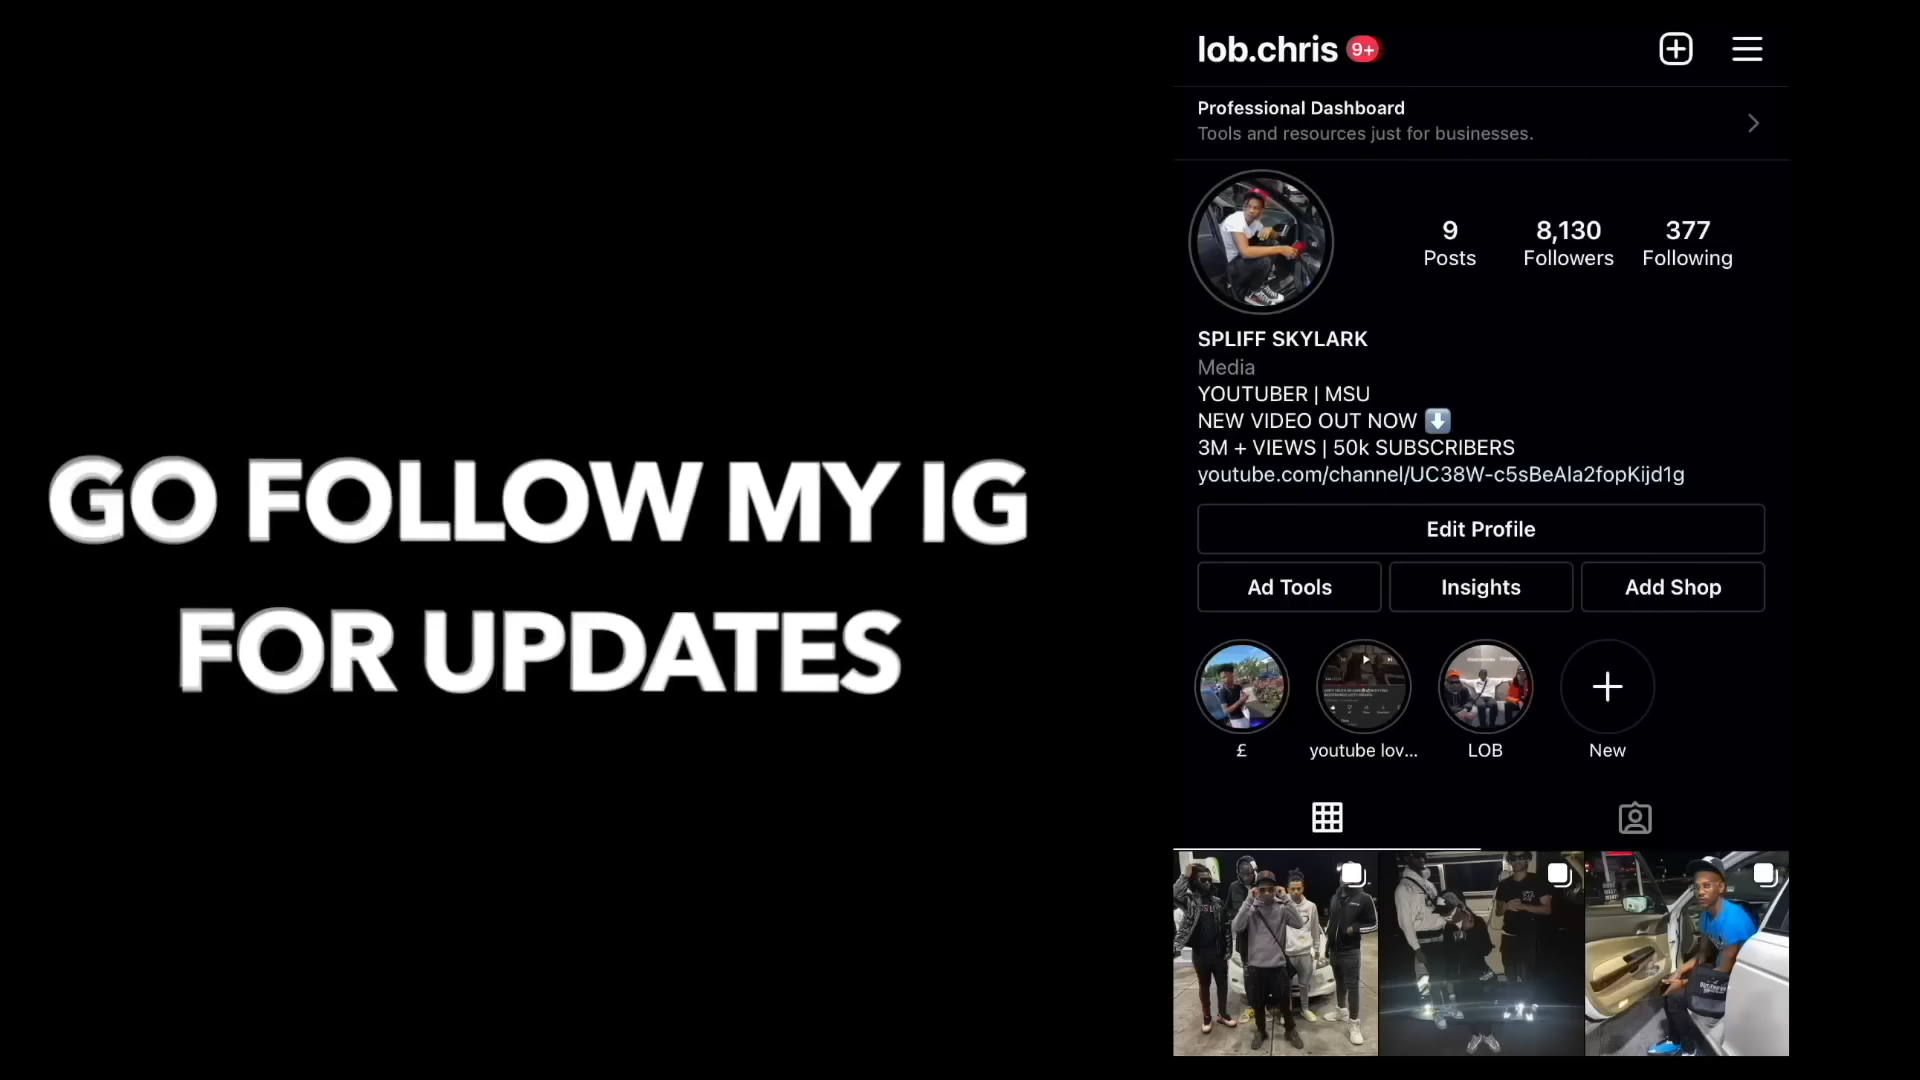 GO FOLLOW MY IG
FOR UPDATES
lob.chris 9+
Professional Dashboard
Tools and resources just for businesses.
9 8,130 377
Posts Followers Following
SPLIFF SKYLARK
Media
YOUTUBER | MSU
NEW VIDEO OUT NOW ⬇️
3M + VIEWS | 50k SUBSCRIBERS
youtube.com/channel/UC38W-c5sBeAla2fopKijd1g
Edit Profile
Ad Tools Insights Add Shop
£ youtube lov... LOB New